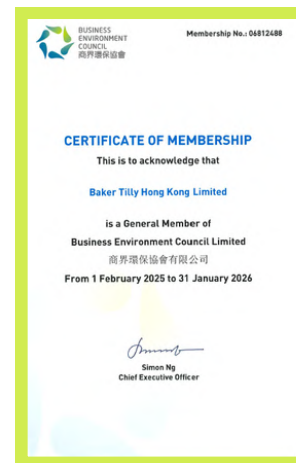 BUSINESS
ENVIRONMENT
COUNCIL
商界環保協會
Membership No.: 06812488
CERTIFICATE OF MEMBERSHIP
This is to acknowledge that
Baker Tilly Hong Kong Limited
is a General Member of
Business Environment Council Limited
商界環保協會有限公司
From 1 February 2025 to 31 January 2026
Simon Ng
Chief Executive Officer